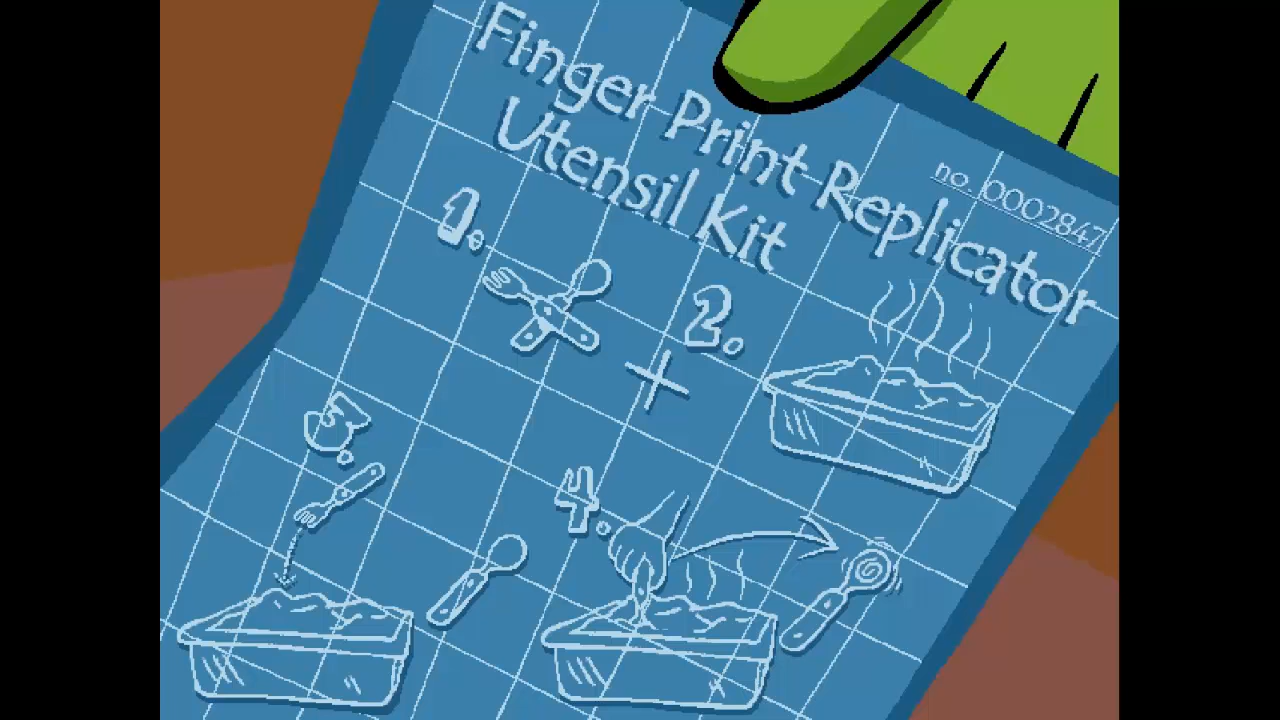 Finger Print Replicator
Utensil Kit
no. 0002847
1.
2.
+
3.
4.